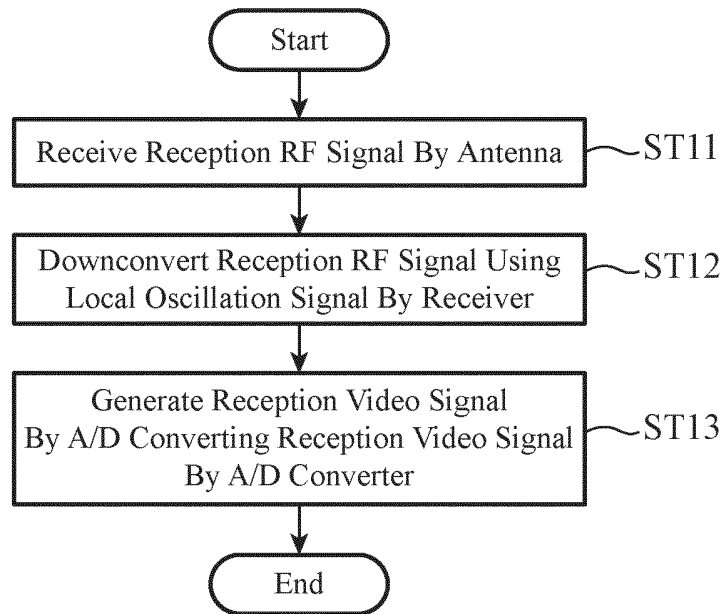 Start
Receive Reception RF Signal By Antenna
ST11
Downconvert Reception RF Signal Using
Local Oscillation Signal By Receiver
ST12
Generate Reception Video Signal
By A/D Converting Reception Video Signal
By A/D Converter
ST13
End